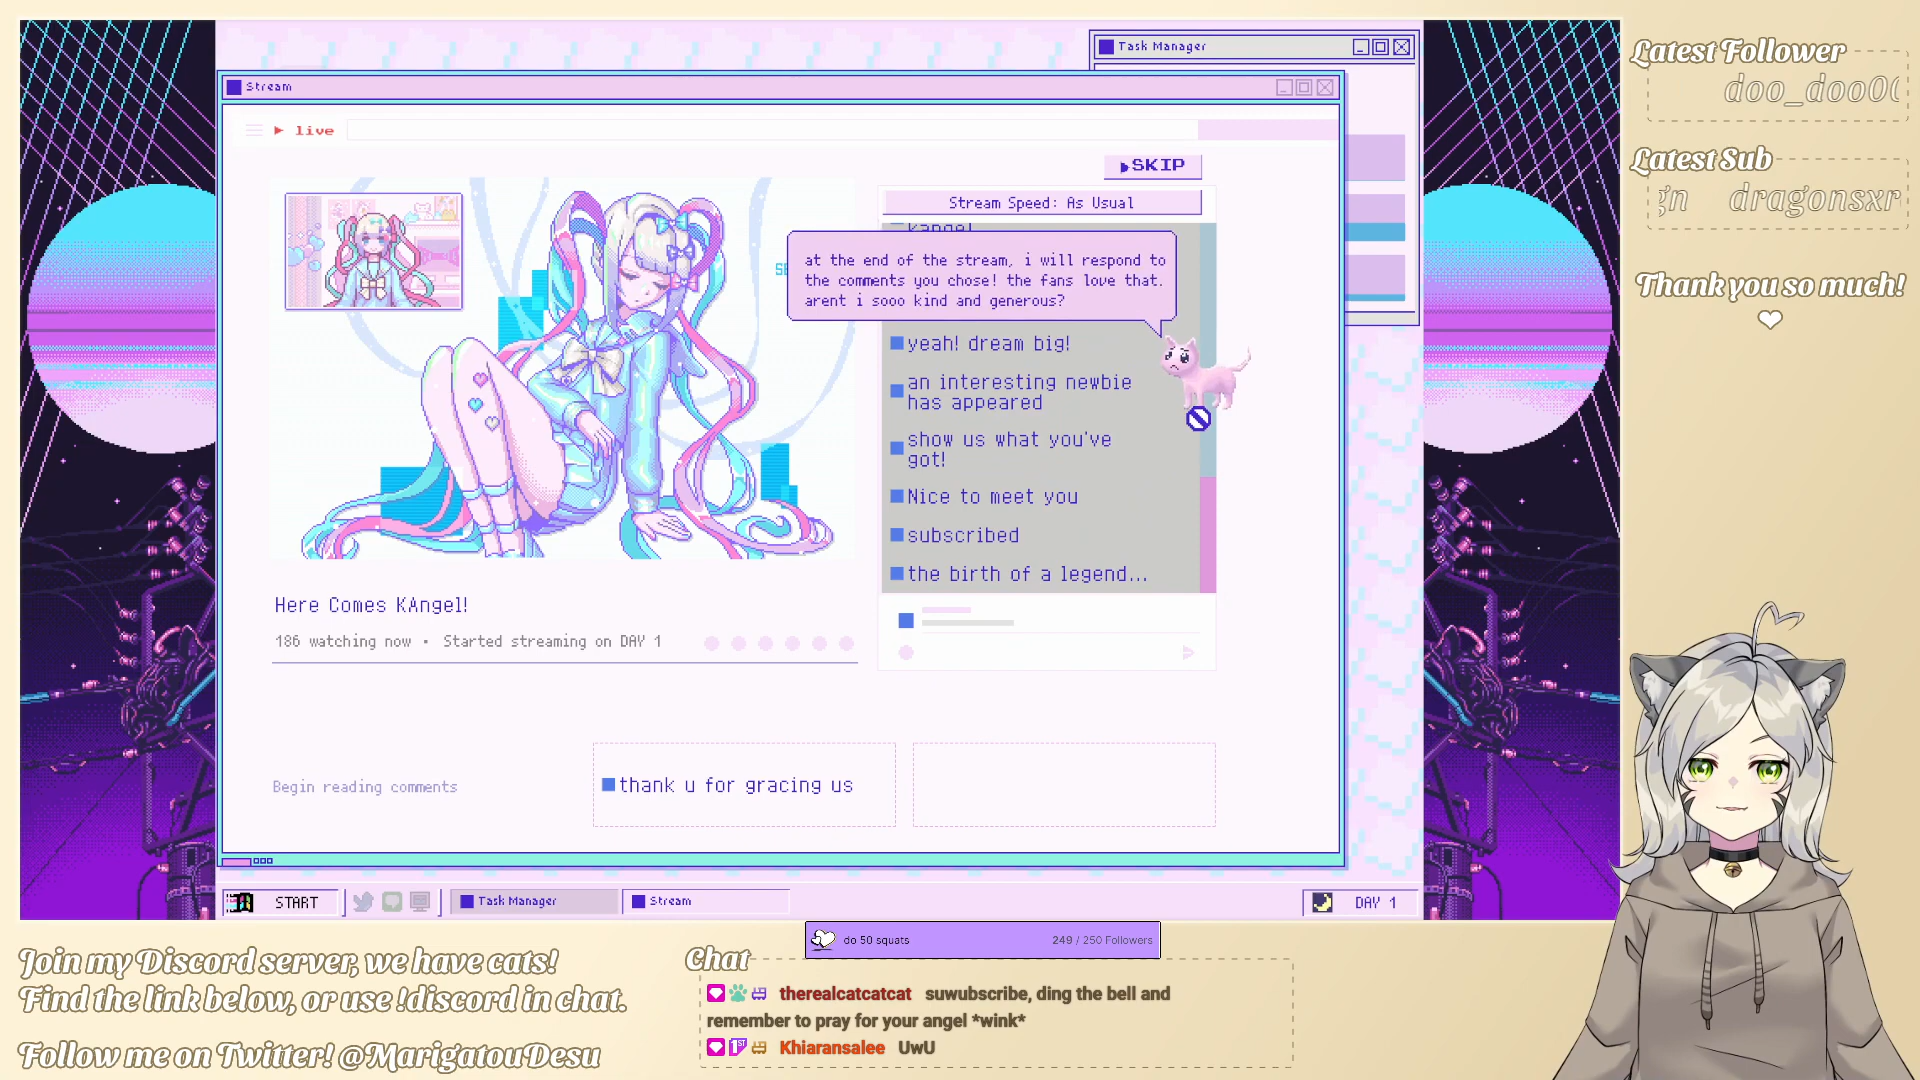 Task Manager
Stream
live
SKIP
Stream Speed: As Usual
at the end of the stream, i will respond to
the comments you chose! the fans love that.
arent i sooo kind and generous?
yeah! dream big!
an interesting newbie
has appeared
show us what you've
got!
Nice to meet you
subscribed
the birth of a legend...
Here Comes KAngel!
186 watching now • Started streaming on DAY 1
Begin reading comments
thank u for gracing us
START
Task Manager
Stream
DAY 1
do 50 squats
249 / 250 Followers
Latest Follower
doo_doo0
Latest Sub
gn dragonsxr
Thank you so much!
Join my Discord server, we have cats!
Find the link below, or use !discord in chat.
Follow me on Twitter! @MarigatouDesu
Chat
therealcatcatcat suwubscribe, ding the bell and
remember to pray for your angel *wink*
1ST Khiaransalee UwU